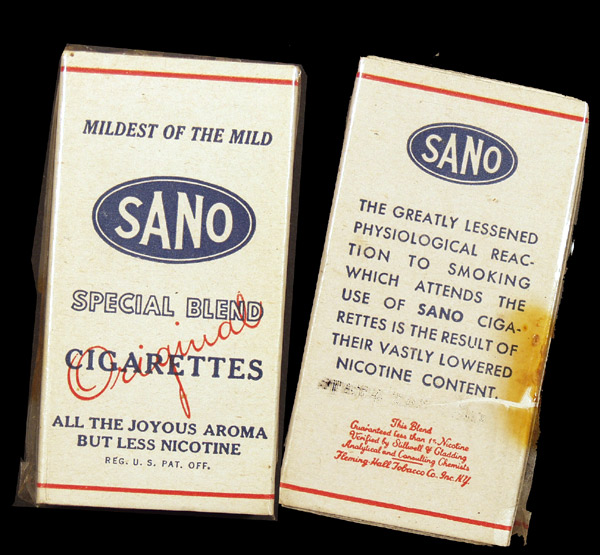 MILDEST OF THE MILD
SANO
SPECIAL BLEND
Original
CIGARETTES
ALL THE JOYOUS AROMA
BUT LESS NICOTINE
REG. U. S. PAT. OFF.
SANO
THE GREATLY LESSENED
PHYSIOLOGICAL REAC-
TION TO SMOKING
WHICH ATTENDS THE
USE OF SANO CIGA-
RETTES IS THE RESULT OF
THEIR VASTLY LOWERED
NICOTINE CONTENT.
This Blend
Guaranteed less than 1% Nicotine
Verified by Stillwell & Gladding
Analytical and Consulting Chemists
Fleming-Hall Tobacco Co. Inc. N.Y.